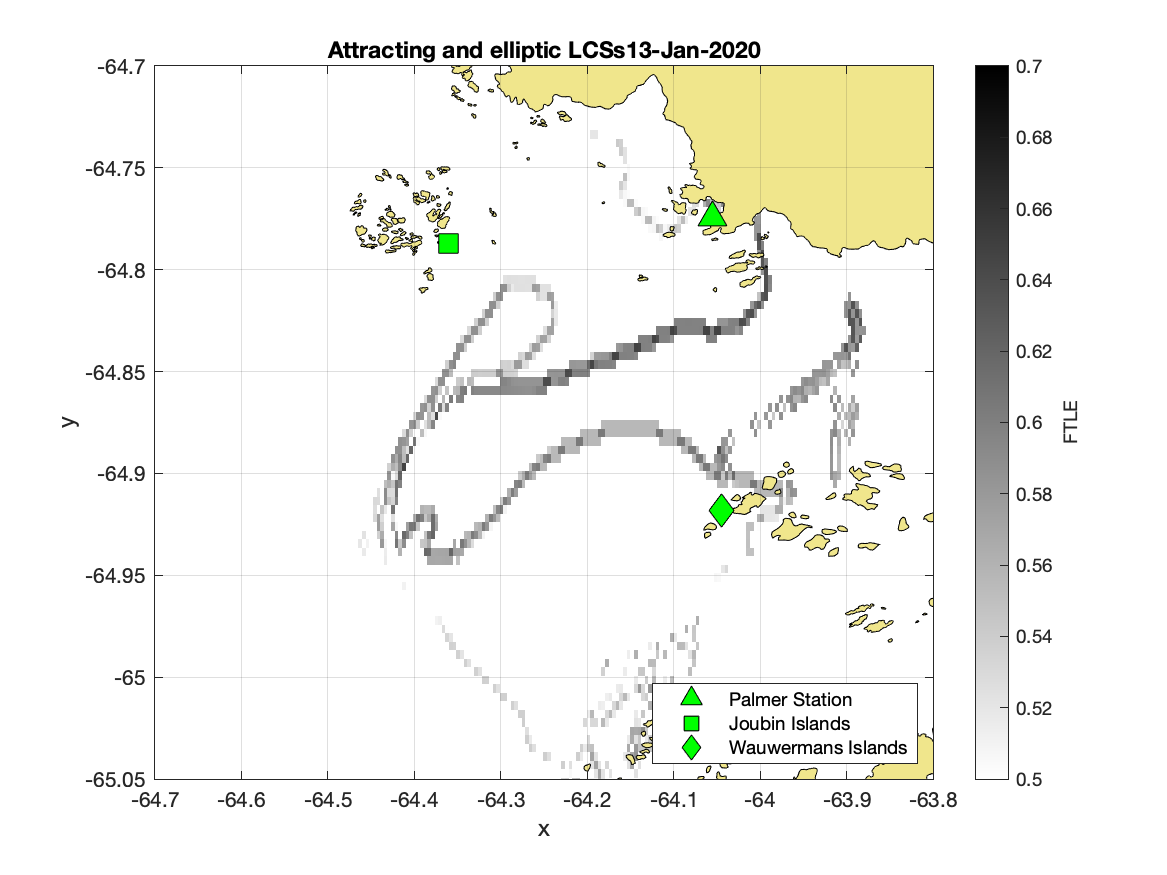 Attracting and elliptic LCSs13-Jan-2020
-64.7
-64.75
-64.8
-64.85
-64.9
-64.95
-65
-65.05
y
-64.7 -64.6 -64.5 -64.4 -64.3 -64.2 -64.1 -64 -63.9 -63.8
x
Palmer Station
Joubin Islands
Wauwermans Islands
0.7
0.68
0.66
0.64
0.62
0.6
0.58
0.56
0.54
0.52
0.5
FTLE